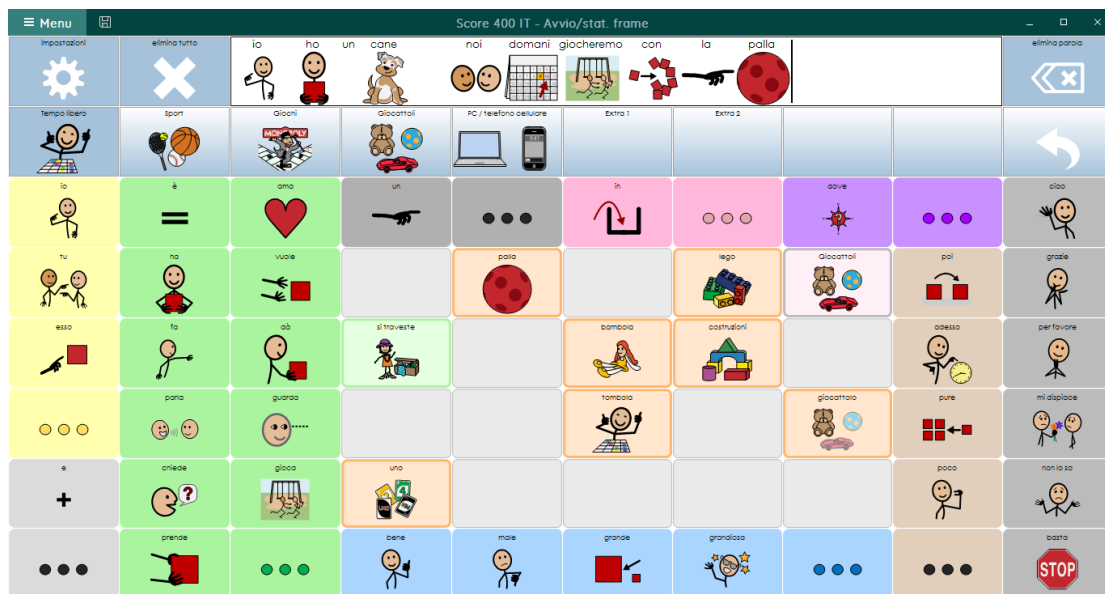 Menu
Score 400 IT - Avvio/stat. frame
impostazioni elimina tutto io ho un cane noi domani giocheremo con la palla elimina parola
Tempo libero Sport Giochi Giocattoli PC / telefono cellulare Extra 1 Extra 2
MONOPOLY
io è ama un in dove ciao
tu ha vuole palla lego Giocattoli poi grazie
esso fa dà si traveste bambola costruzioni adesso per favore
parla guarda tombola giocattolo pure mi dispiace
e chiede gioca uno poco non lo so
prende bene male grande grandioso basta
STOP